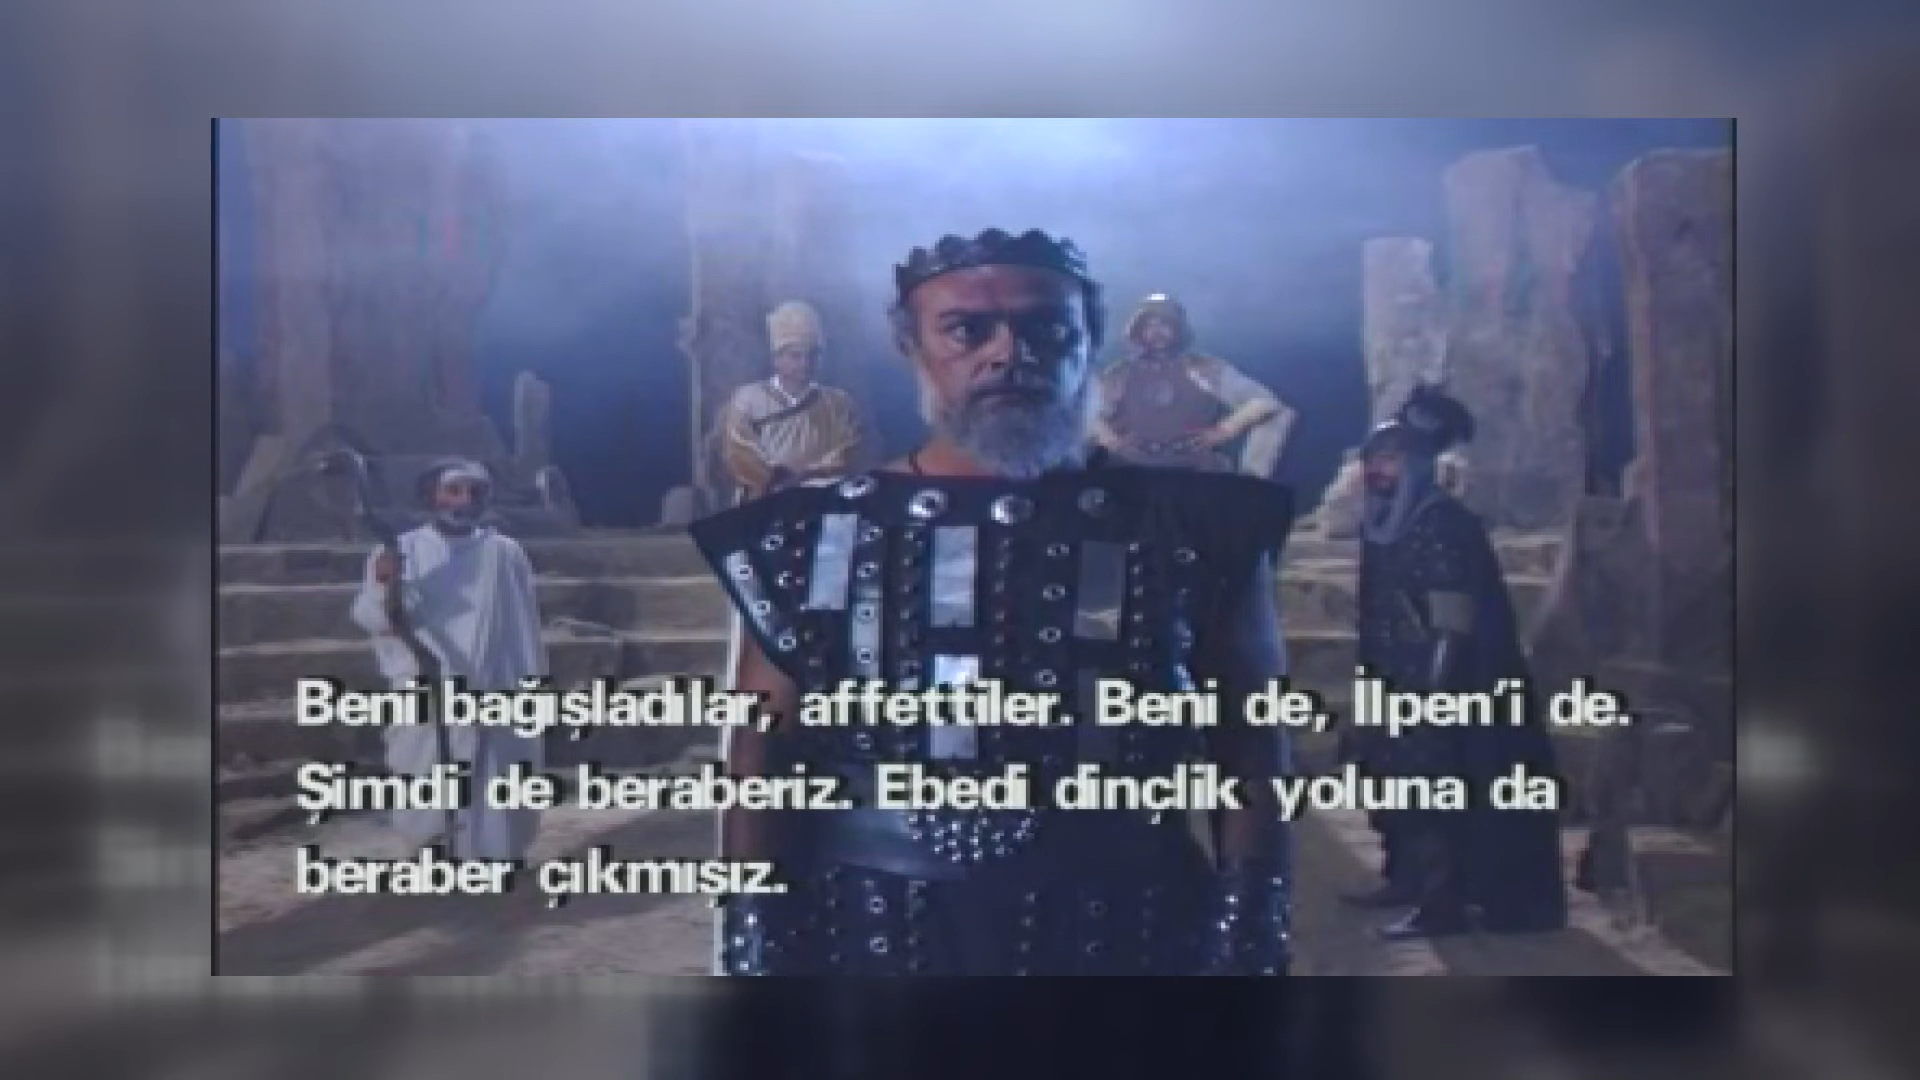 Beni bağışladılar, affettiler. Beni de, İlpen'i de.
Şimdi de beraberiz. Ebedi dinçlik yoluna da
beraber çıkmışız.